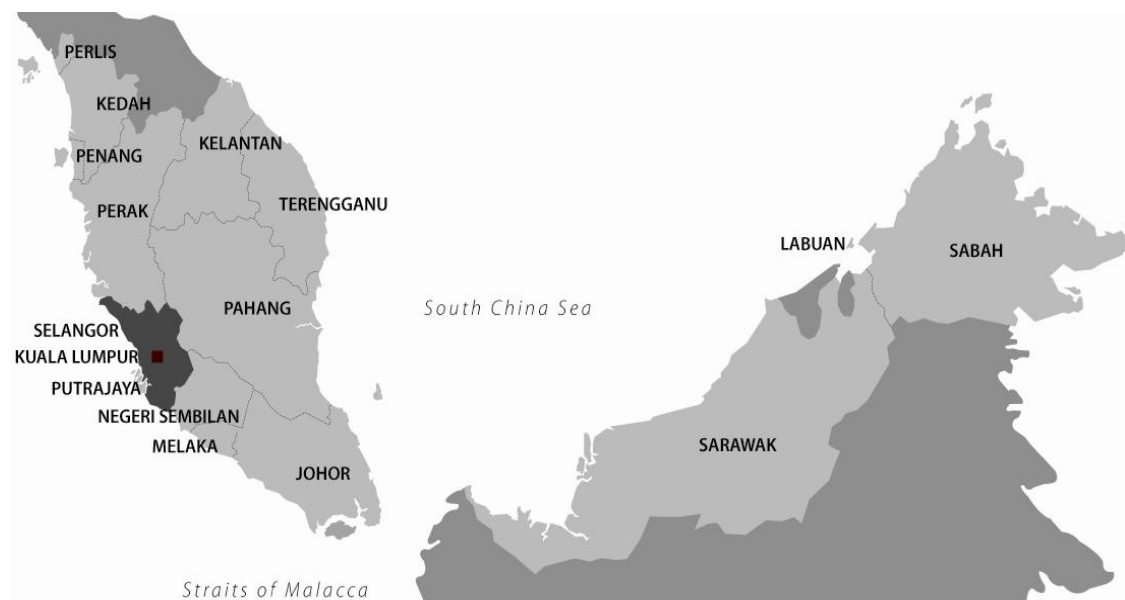 PERLIS
KEDAH
PENANG
KELANTAN
PERAK
TERENGGANU
LABUAN
SABAH
PAHANG
South China Sea
SELANGOR
KUALA LUMPUR
PUTRAJAYA
NEGERI SEMBILAN
MELAKA
SARAWAK
JOHOR
Straits of Malacca